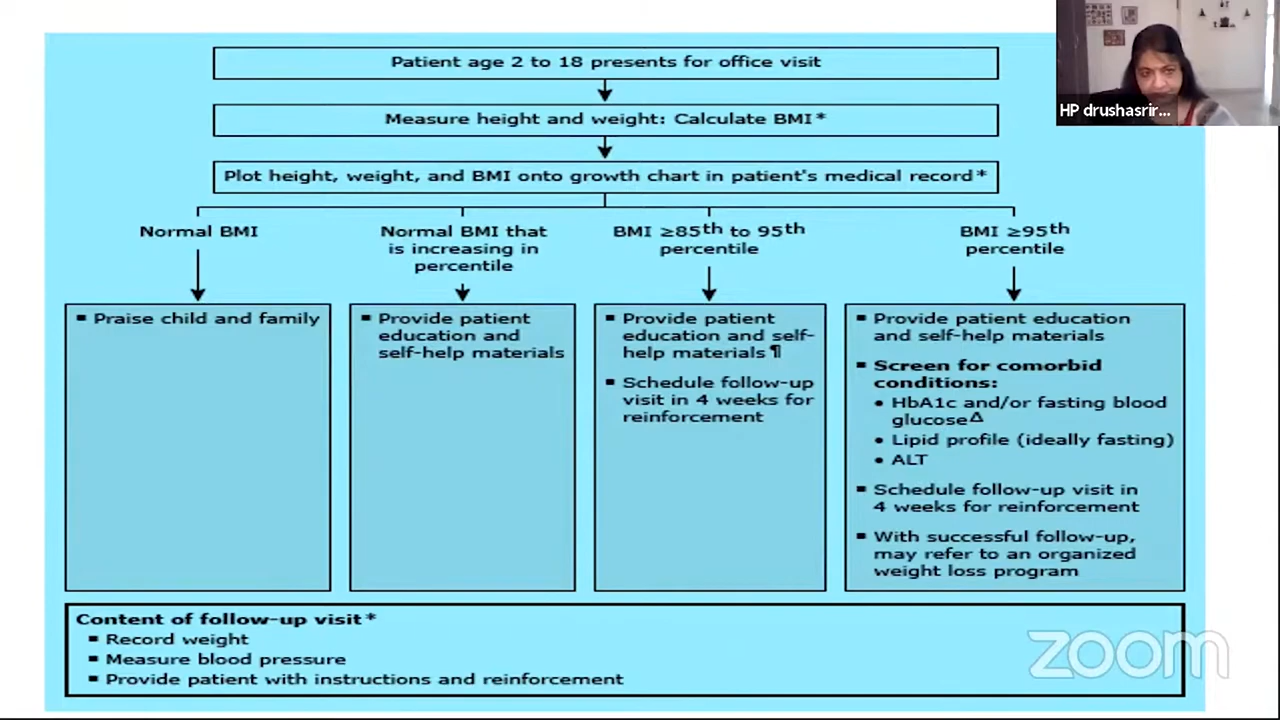 Patient age 2 to 18 presents for office visit
Measure height and weight: Calculate BMI*
Plot height, weight, and BMI onto growth chart in patient's medical record*
Normal BMI
Normal BMI that
is increasing in
percentile
BMI ≥85th to 95th
percentile
BMI ≥95th
percentile
▪ Praise child and family
▪ Provide patient
education and
self-help materials
▪ Provide patient
education and self-
help materials¶
▪ Schedule follow-up
visit in 4 weeks for
reinforcement
▪ Provide patient education
and self-help materials
▪ Screen for comorbid
conditions:
• HbA1c and/or fasting blood
glucoseΔ
• Lipid profile (ideally fasting)
• ALT
▪ Schedule follow-up visit in
4 weeks for reinforcement
▪ With successful follow-up,
may refer to an organized
weight loss program
Content of follow-up visit*
▪ Record weight
▪ Measure blood pressure
▪ Provide patient with instructions and reinforcement
HP drushasrir...
zoom